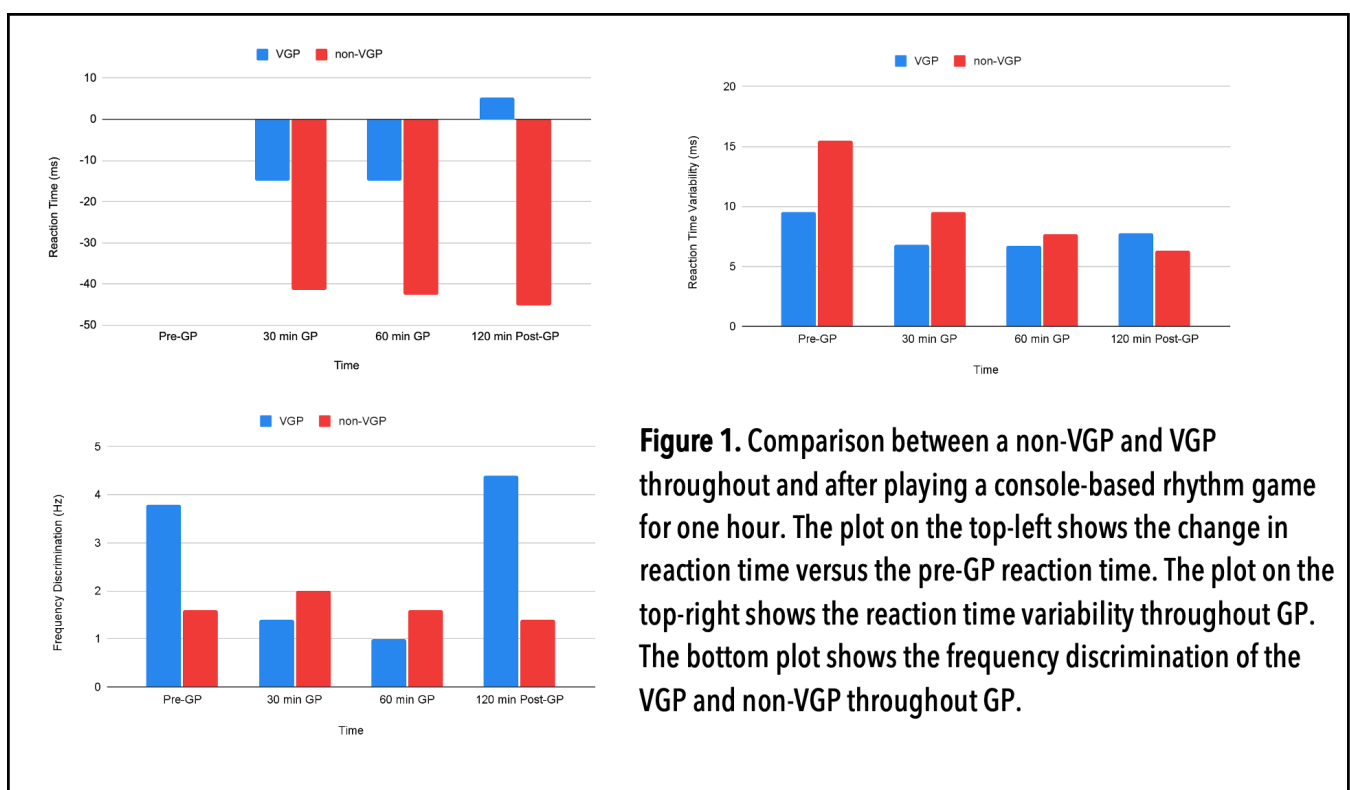 VGP non-VGP
10
0
-10
-20
-30
-40
-50
Reaction Time (ms)
Pre-GP 30 min GP 60 min GP 120 min Post-GP
Time
VGP non-VGP
20
15
10
5
0
Reaction Time Variability (ms)
Pre-GP 30 min GP 60 min GP 120 min Post-GP
Time
VGP non-VGP
5
4
3
2
1
0
Frequency Discrimination (Hz)
Pre-GP 30 min GP 60 min GP 120 min Post-GP
Time
Figure 1. Comparison between a non-VGP and VGP
throughout and after playing a console-based rhythm game
for one hour. The plot on the top-left shows the change in
reaction time versus the pre-GP reaction time. The plot on the
top-right shows the reaction time variability throughout GP.
The bottom plot shows the frequency discrimination of the
VGP and non-VGP throughout GP.